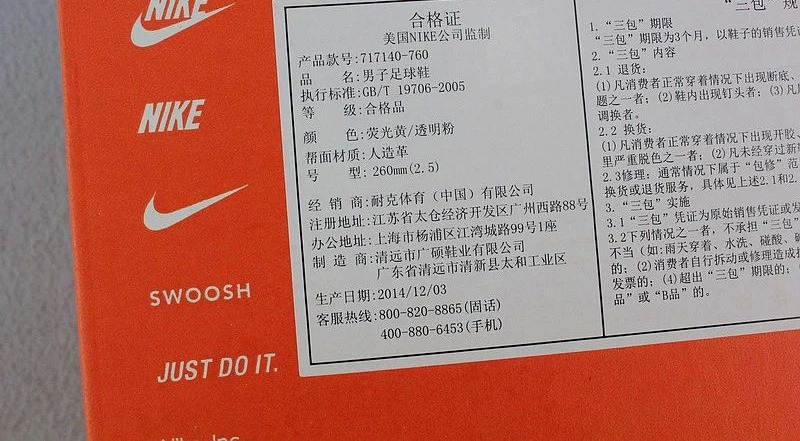 NIKE
NIKE
SWOOSH
JUST DO IT.
合格证
美国NIKE公司监制
产品款号:717140-760
品 名:男子足球鞋
执行标准:GB/T 19706-2005
等 级:合格品
颜 色:荧光黄/透明粉
帮面材质:人造革
号 型:260mm(2.5)
经 销 商:耐克体育（中国）有限公司
注册地址:江苏省太仓经济开发区广州西路88号
办公地址:上海市杨浦区江湾城路99号1座
制 造 商:清远市广硕鞋业有限公司
广东省清远市清新县太和工业区
生产日期:2014/12/03
客服热线:800-820-8865(固话)
400-880-6453(手机)
“三包”规
1. “三包”期限
“三包”期限为3个月，以鞋子的销售凭证
2. “三包”内容
2.1 退货:
(1)凡消费者正常穿着情况下出现断底、
题之一者；(2)鞋内出现钉头者；(3)凡
调换者。
2.2 换货:
(1)凡消费者正常穿着情况下出现开胶
里严重脱色之一者；(2)凡未经穿过新
2.3修理: 通常情况下属于“包修”范
换货或退货服务，具体见上述2.1和2.
3. “三包”实施
3.1“三包”凭证为原始销售凭证或发
3.2下列情况之一者，不承担“三包”
不当（如:雨天穿着、水洗、碰酸、
的；(2)消费者自行拆动或修理造成
发票的；(4)超出“三包”期限的；
品”或“B品”的。